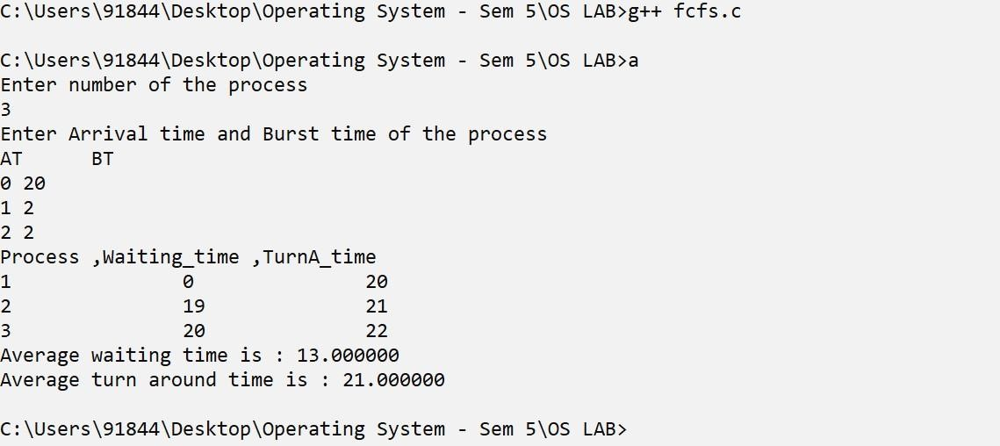 C:\Users\91844\Desktop\Operating System - Sem 5\OS LAB>g++ fcfs.c
C:\Users\91844\Desktop\Operating System - Sem 5\OS LAB>a
Enter number of the process
3
Enter Arrival time and Burst time of the process
AT      BT
0 20
1 2
2 2
Process ,Waiting_time ,TurnA_time
1               0               20
2               19              21
3               20              22
Average waiting time is : 13.000000
Average turn around time is : 21.000000
C:\Users\91844\Desktop\Operating System - Sem 5\OS LAB>